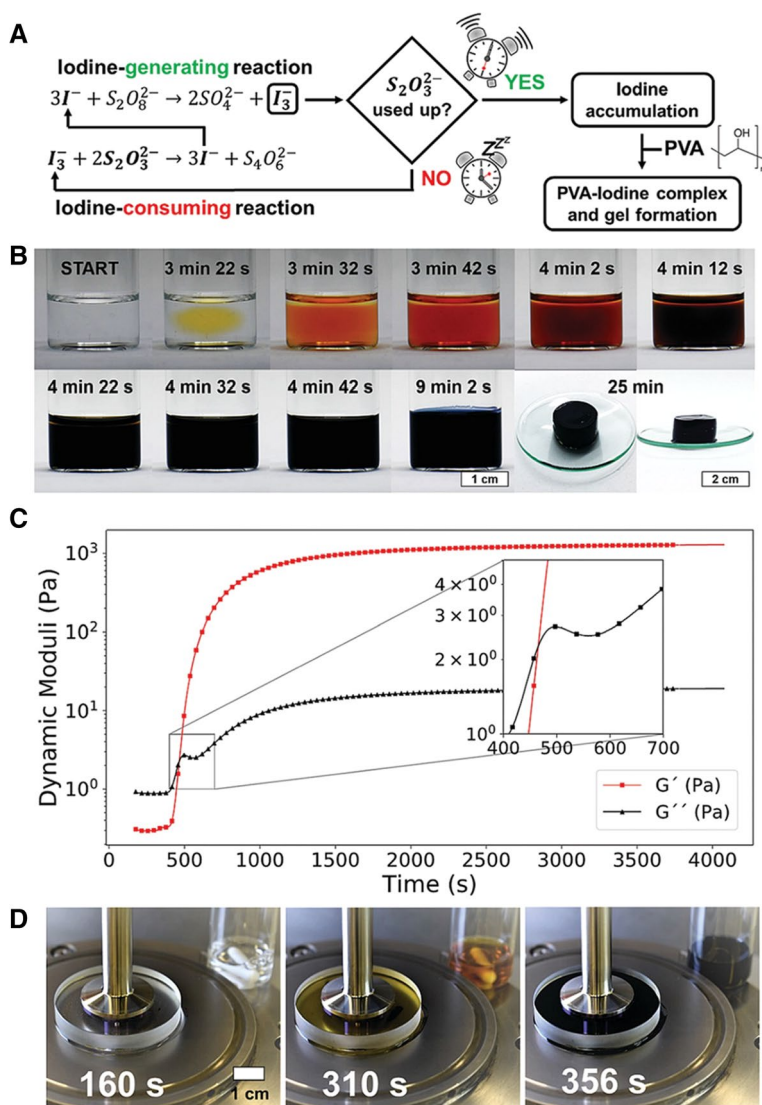 A
Iodine-generating reaction
3I⁻ + S₂O₈²⁻ → 2SO₄²⁻ + I₃⁻
I₃⁻ + 2S₂O₃²⁻ → 3I⁻ + S₄O₆²⁻
Iodine-consuming reaction
S₂O₃²⁻
used up?
YES
NO
Zzz
Iodine
accumulation
PVA
OH
PVA-Iodine complex
and gel formation
B
START
3 min 22 s
3 min 32 s
3 min 42 s
4 min 2 s
4 min 12 s
4 min 22 s
4 min 32 s
4 min 42 s
9 min 2 s
25 min
1 cm
2 cm
C
Dynamic Moduli (Pa)
10³
10²
10¹
10⁰
0 500 1000 1500 2000 2500 3000 3500 4000
Time (s)
4 × 10⁰
3 × 10⁰
2 × 10⁰
10⁰
400 500 600 700
G´ (Pa)
G´´ (Pa)
D
160 s
1 cm
310 s
356 s